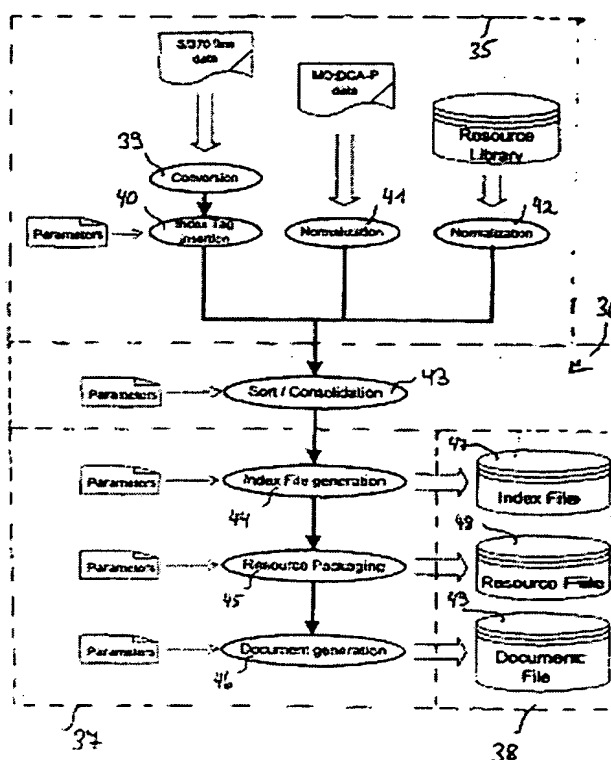 35
S/370 line
data
MO:DCA-P
data
Resource
Library
39
Conversion
40
41
42
Parameters
Index Tag
insertion
Normalization
Normalization
36
43
Parameters
Sort / Consolidation
47
Parameters
Index File generation
Index File
44
48
Parameters
Resource Packaging
Resource File
45
49
Parameters
Document generation
Document
File
46
37
38